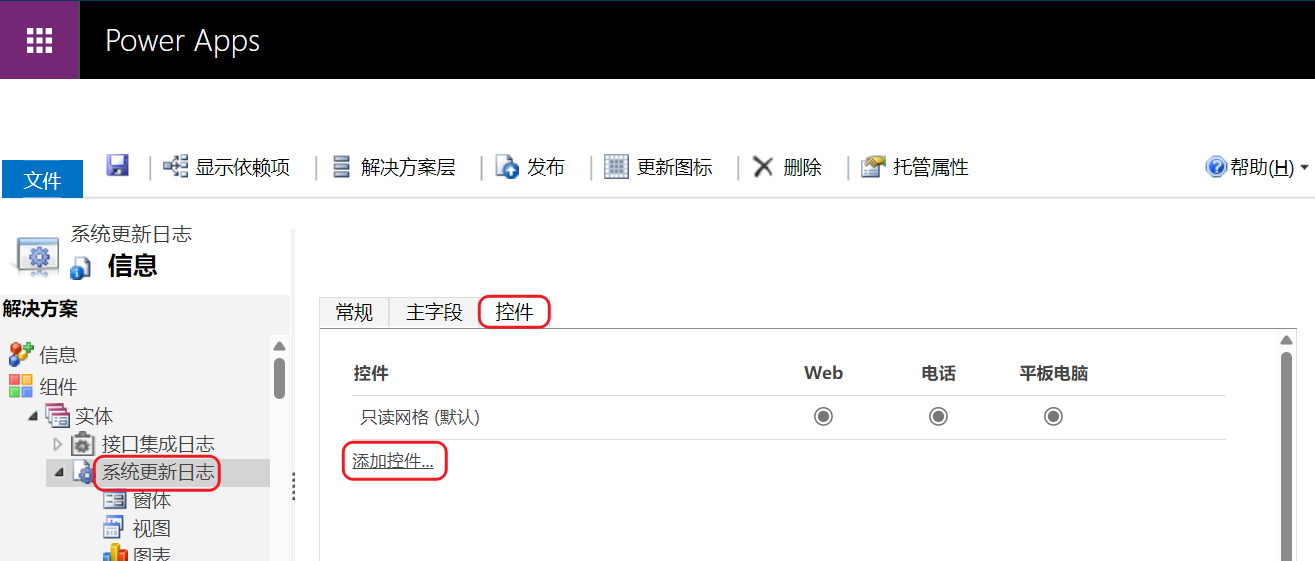 Power Apps
文件 显示依赖项 解决方案层 发布 更新图标 删除 托管属性 帮助(H)
系统更新日志
信息
解决方案
信息
组件
实体
接口集成日志
系统更新日志
窗体
视图
图表
常规 主字段 控件
控件 Web 电话 平板电脑
只读网格 (默认)
添加控件...